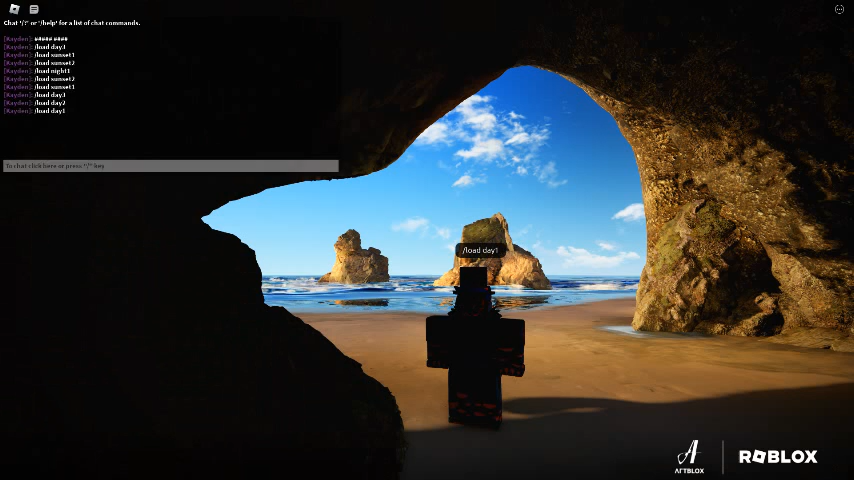 Chat '/?' or '/help' for a list of chat commands.
[Kayden]: ##### ####
[Kayden]: /load day3
[Kayden]: /load sunset1
[Kayden]: /load sunset2
[Kayden]: /load night1
[Kayden]: /load sunset2
[Kayden]: /load sunset1
[Kayden]: /load day3
[Kayden]: /load day2
[Kayden]: /load day1
To chat click here or press "/" key
/load day1
ARTBLOX
ROBLOX